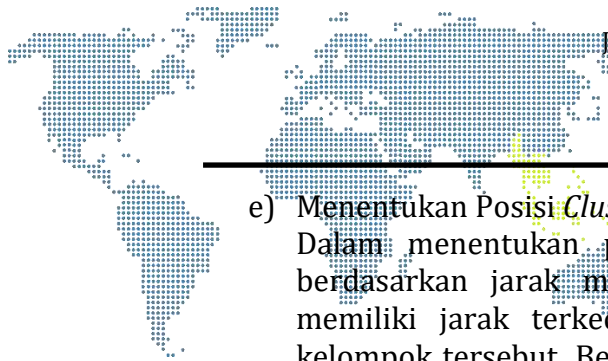 e) Menentukan Posisi
Dalam menentukan
berdasarkan jarak
memiliki jarak
kelompok tersebut.